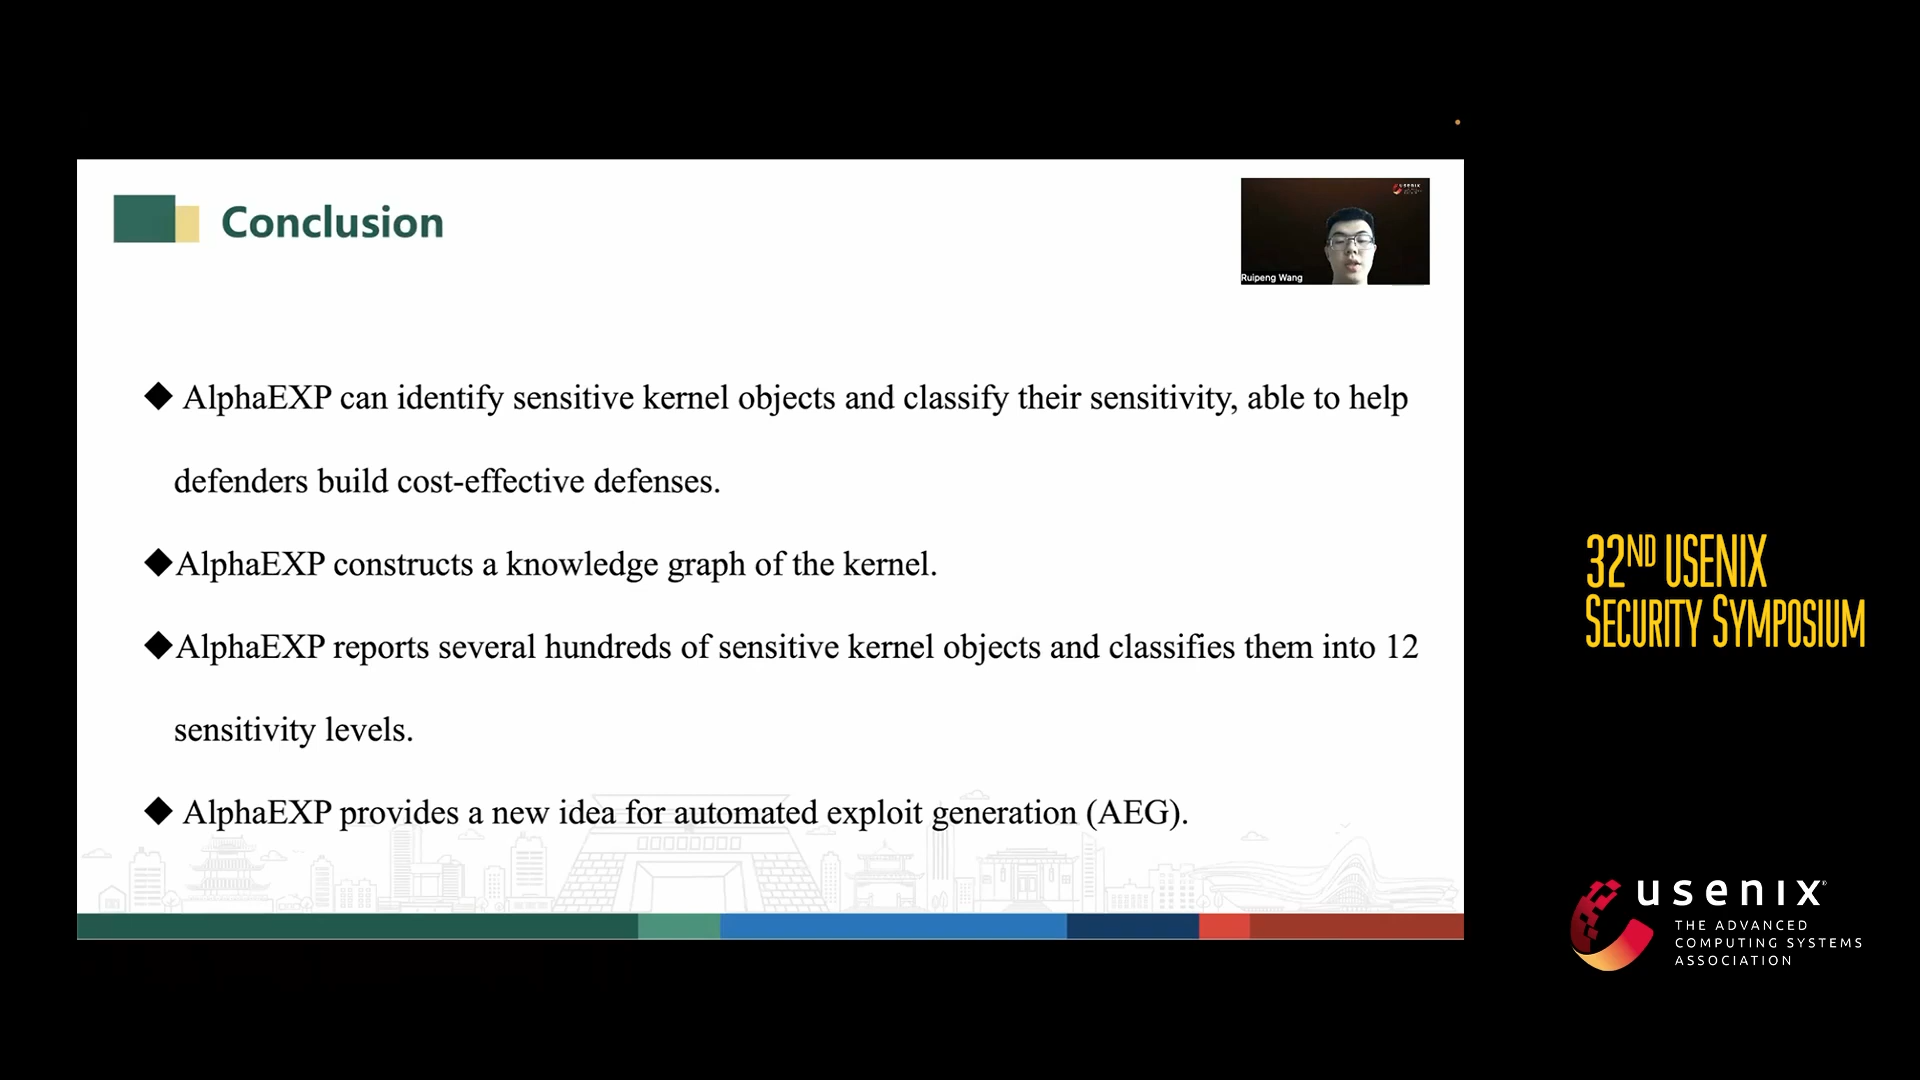 Conclusion
usenix
Ruipeng Wang
◆ AlphaEXP can identify sensitive kernel objects and classify their sensitivity, able to help
defenders build cost-effective defenses.
◆AlphaEXP constructs a knowledge graph of the kernel.
◆AlphaEXP reports several hundreds of sensitive kernel objects and classifies them into 12
sensitivity levels.
◆ AlphaEXP provides a new idea for automated exploit generation (AEG).
32ND USENIX
SECURITY SYMPOSIUM
usenix®
THE ADVANCED
COMPUTING SYSTEMS
ASSOCIATION